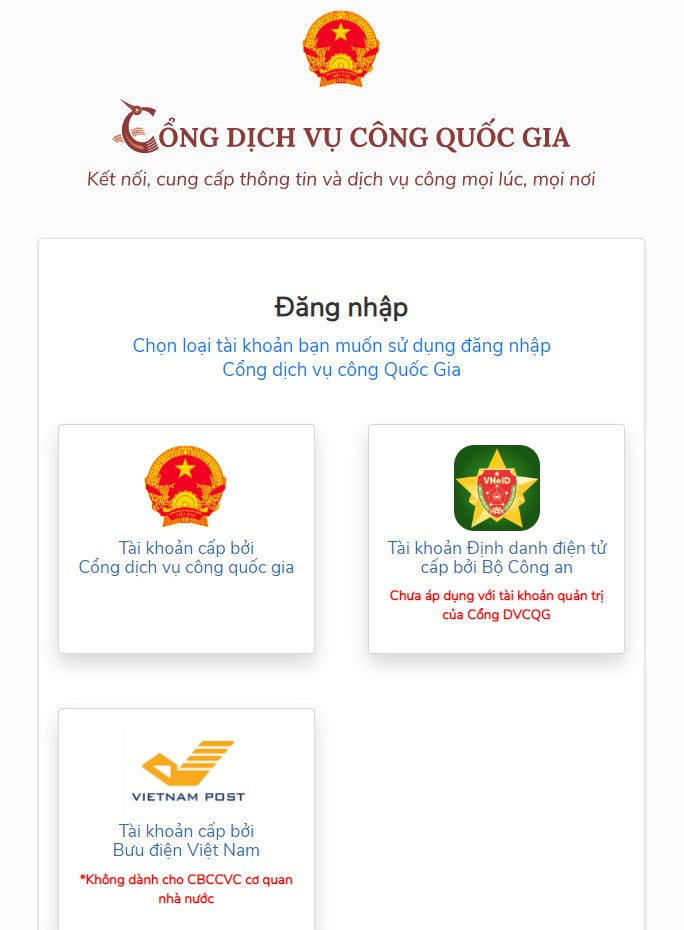 CỔNG DỊCH VỤ CÔNG QUỐC GIA
Kết nối, cung cấp thông tin và dịch vụ công mọi lúc, mọi nơi
Đăng nhập
Chọn loại tài khoản bạn muốn sử dụng đăng nhập
Cổng dịch vụ công Quốc Gia
Tài khoản cấp bởi
Cổng dịch vụ công quốc gia
VNeID
Tài khoản Định danh điện tử
cấp bởi Bộ Công an
Chưa áp dụng với tài khoản quản trị
của Cổng DVCQG
VIETNAM POST
Tài khoản cấp bởi
Bưu điện Việt Nam
*Không dành cho CBCCVC cơ quan
nhà nước